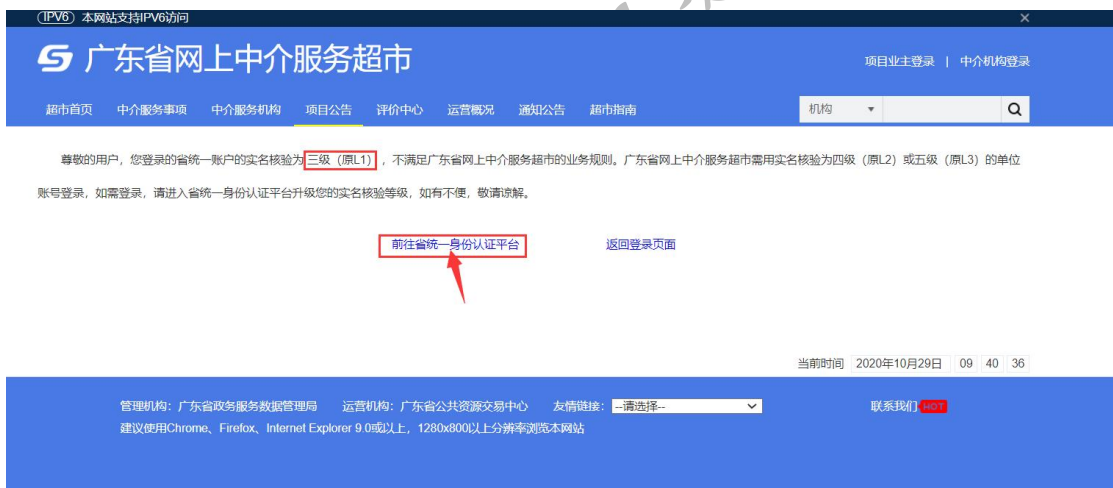 IPV6 本网站支持IPV6访问 ×
广东省网上中介服务超市
项目业主登录 | 中介机构登录
超市首页 中介服务事项 中介服务机构 项目公告 评价中心 运营概况 通知公告 超市指南 机构
尊敬的用户，您登录的省统一账户的实名核验为三级（原L1），不满足广东省网上中介服务超市的业务规则。广东省网上中介服务超市需用实名核验为四级（原L2）或五级（原L3）的单位
账号登录，如需登录，请进入省统一身份认证平台升级您的实名核验等级，如有不便，敬请谅解。
前往省统一身份认证平台 返回登录页面
当前时间 2020年10月29日 09 40 36
管理机构：广东省政务服务数据管理局 运营机构：广东省公共资源交易中心 友情链接： --请选择-- 联系我们 HOT
建议使用Chrome、Firefox、Internet Explorer 9.0或以上，1280x800以上分辨率浏览本网站